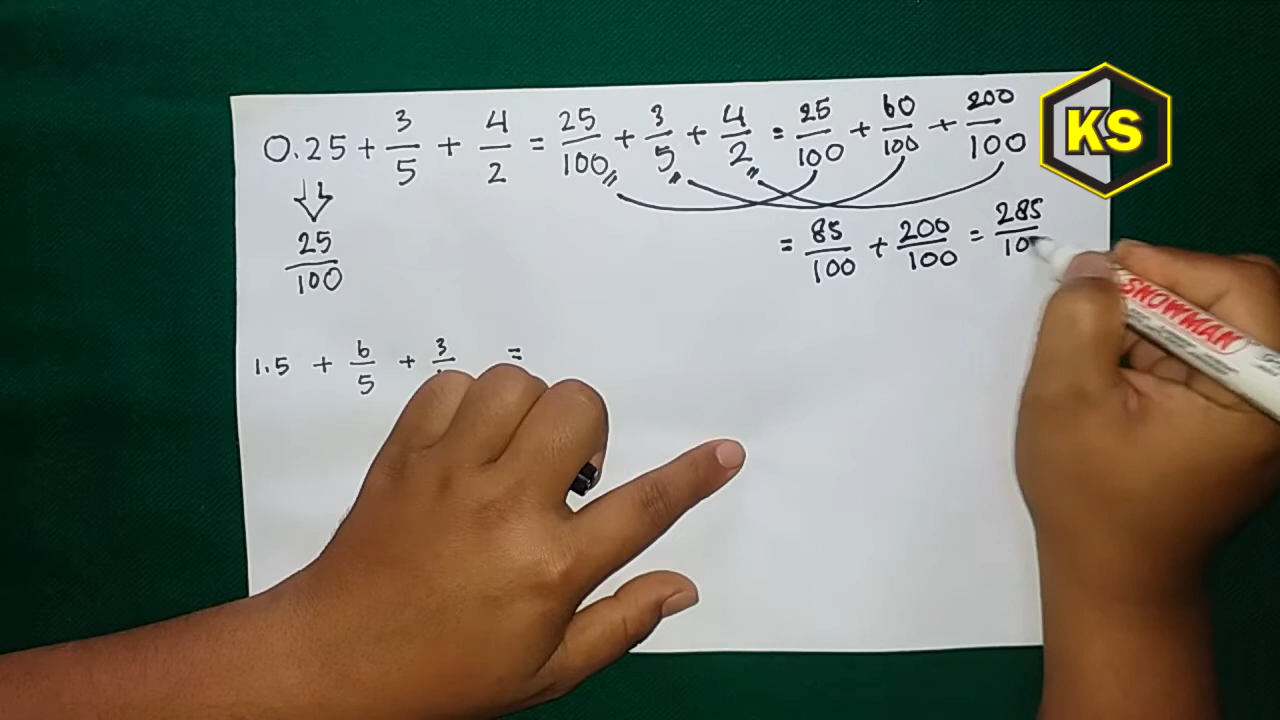 0.25 + 3/5 + 4/2 = 25/100 + 3/5 + 4/2 = 25/100 + 60/100 + 200/100
25/100
= 85/100 + 200/100 = 285/10
1.5 + 6/5 + 3/ =
KS
SNOWMAN